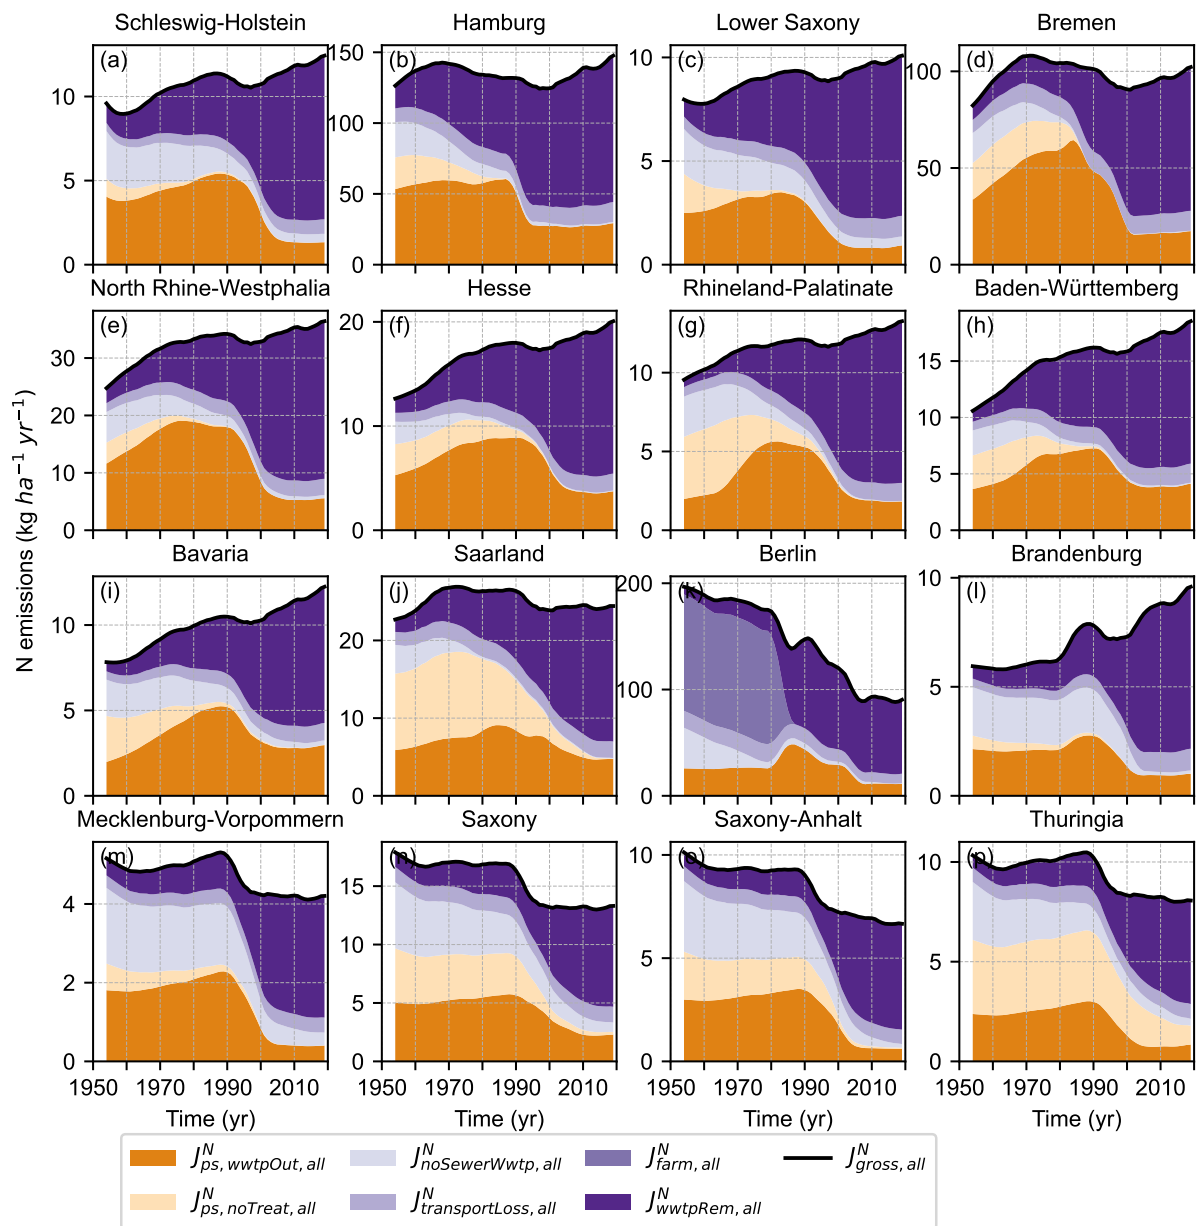 Schleswig-Holstein Hamburg Lower Saxony Bremen
(a) (b) (c) (d)
10 5 0
150 100 50 0
10 5 0
100 50 0
North Rhine-Westphalia Hesse Rhineland-Palatinate Baden-Württemberg
(e) (f) (g) (h)
30 20 10 0
20 10 0
10 5 0
15 10 5 0
N emissions (kg ha⁻¹ yr⁻¹)
Bavaria Saarland Berlin Brandenburg
(i) (j) (k) (l)
10 5 0
20 10 0
200 100 0
10 5 0
Mecklenburg-Vorpommern Saxony Saxony-Anhalt Thuringia
(m) (n) (o) (p)
4 2 0
15 10 5 0
10 5 0
10 5 0
1950 1970 1990 2010 1950 1970 1990 2010 1950 1970 1990 2010 1950 1970 1990 2010
Time (yr) Time (yr) Time (yr) Time (yr)
J^N_ps, wwtpOut, all J^N_noSewerWwtp, all J^N_farm, all J^N_gross, all
J^N_ps, noTreat, all J^N_transportLoss, all J^N_wwtpRem, all